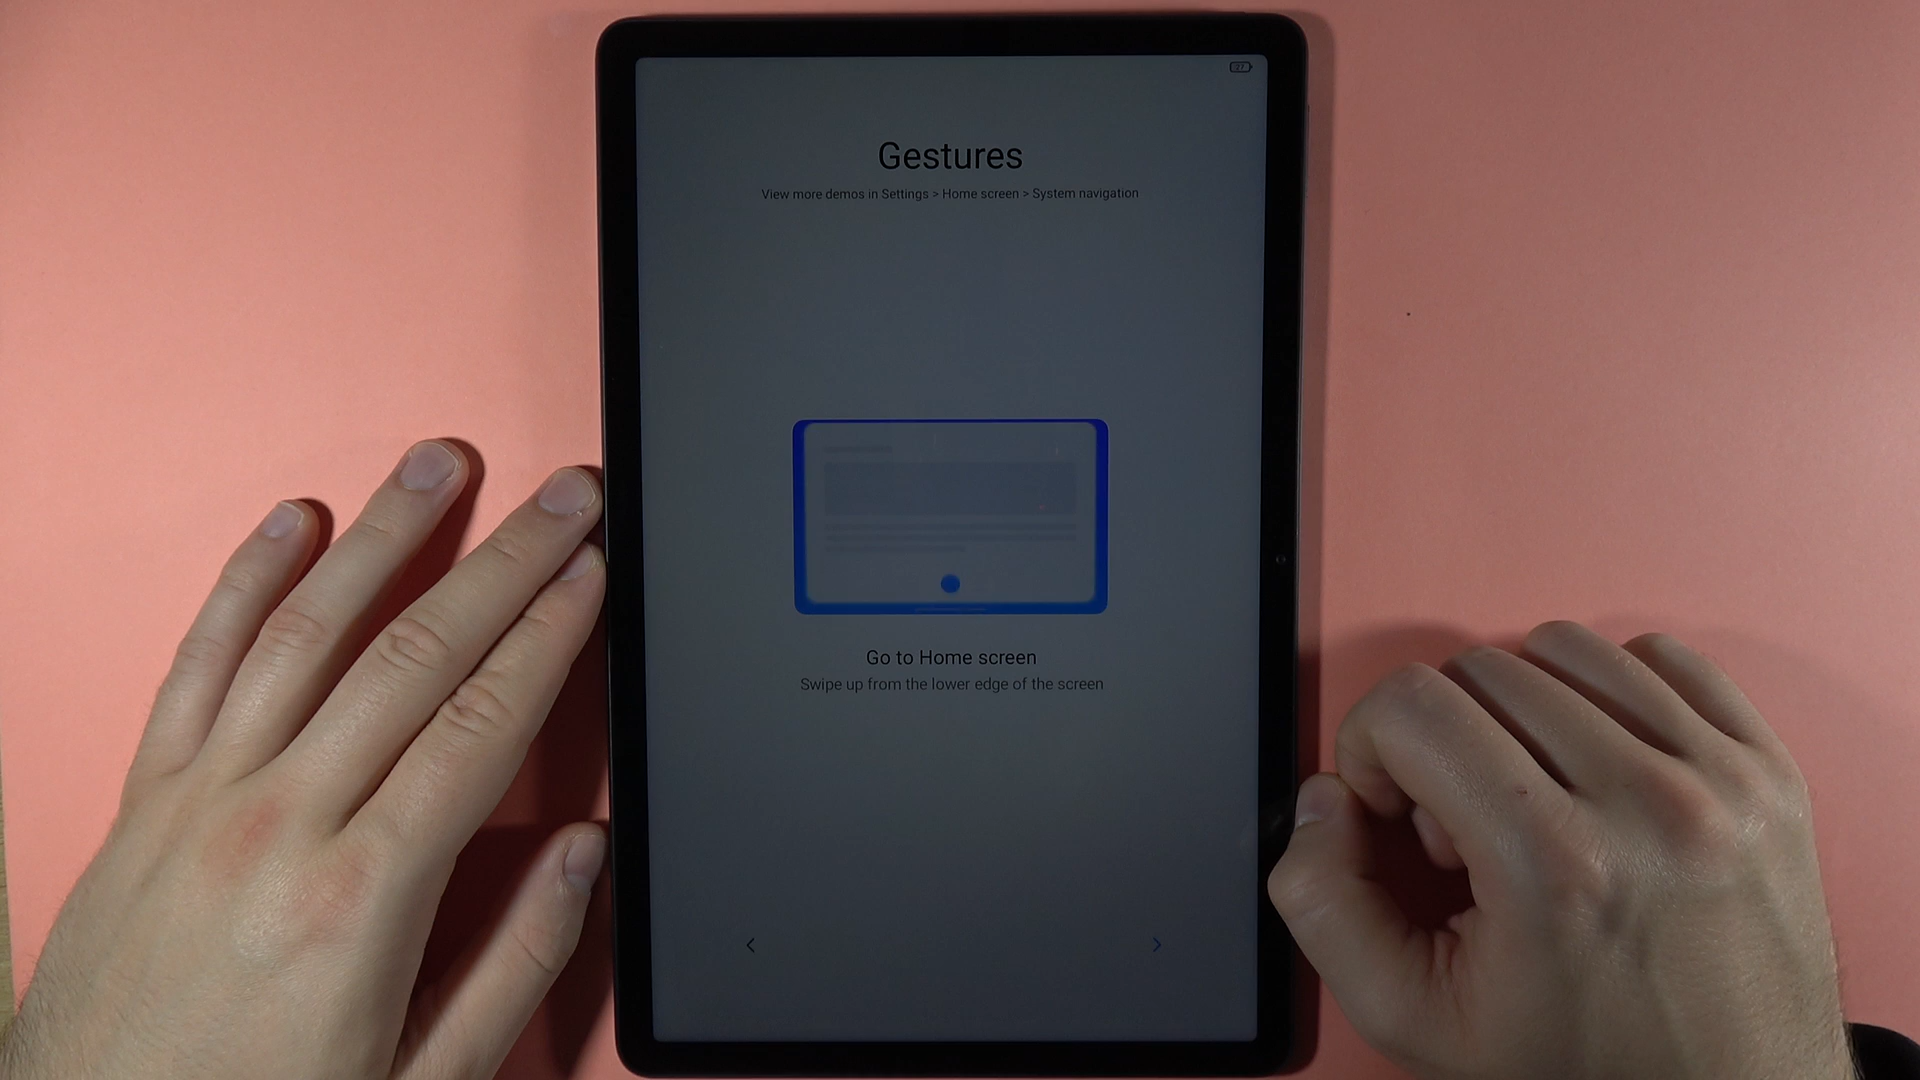 Gestures
View more demos in Settings > Home screen > System navigation
Go to Home screen
Swipe up from the lower edge of the screen